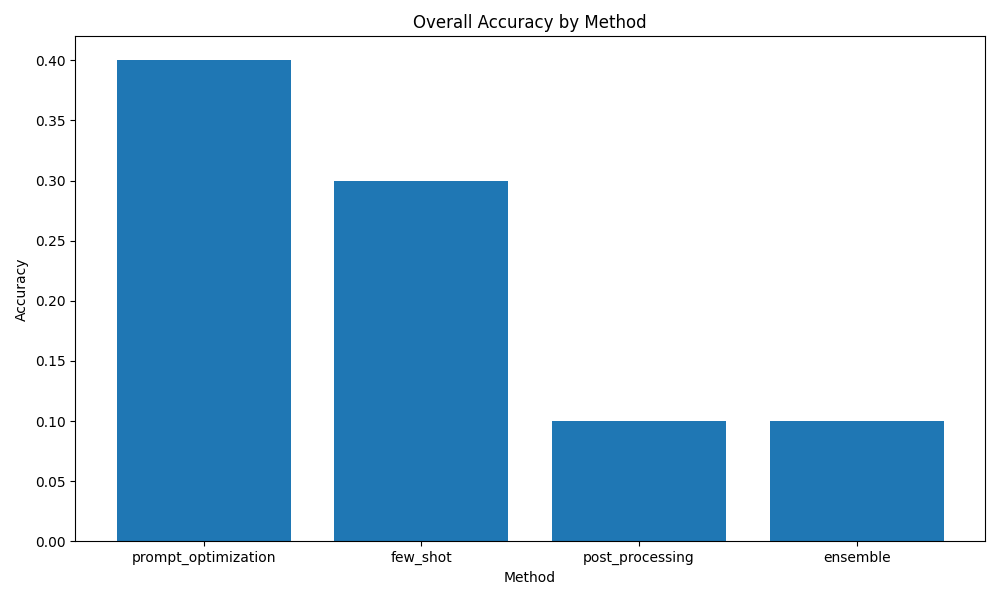 Overall Accuracy by Method
Accuracy
0.40
0.35
0.30
0.25
0.20
0.15
0.10
0.05
0.00
prompt_optimization few_shot post_processing ensemble
Method